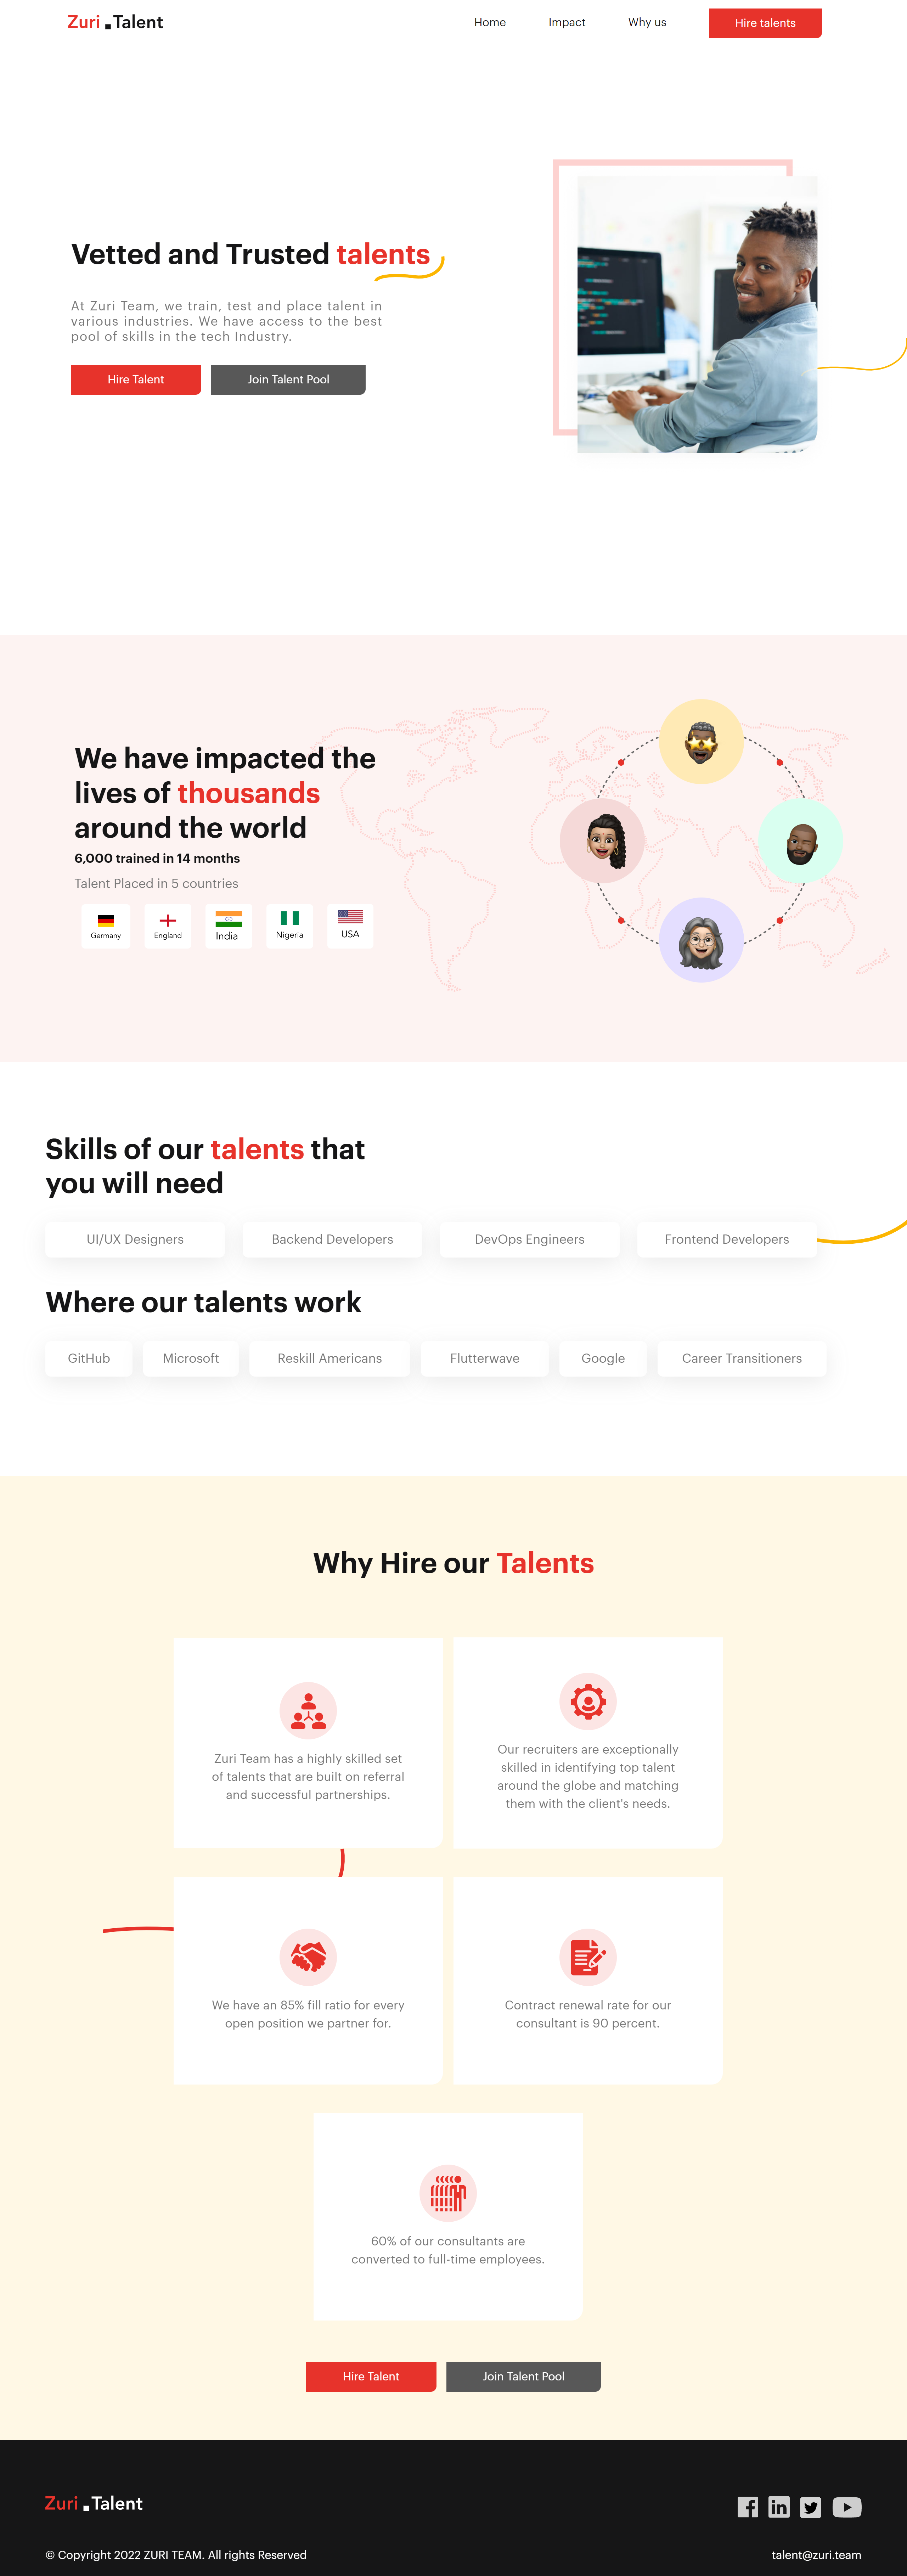 Zuri .Talent
Home
Impact
Why us
Hire talents
Vetted and Trusted talents
At Zuri Team, we train, test and place talent in
various industries. We have access to the best
pool of skills in the tech Industry.
Hire Talent
Join Talent Pool
We have impacted the
lives of thousands
around the world
6,000 trained in 14 months
Talent Placed in 5 countries
Germany
England
India
Nigeria
USA
Skills of our talents that
you will need
UI/UX Designers
Backend Developers
DevOps Engineers
Frontend Developers
Where our talents work
GitHub
Microsoft
Reskill Americans
Flutterwave
Google
Career Transitioners
Why Hire our Talents
Zuri Team has a highly skilled set
of talents that are built on referral
and successful partnerships.
Our recruiters are exceptionally
skilled in identifying top talent
around the globe and matching
them with the client's needs.
We have an 85% fill ratio for every
open position we partner for.
Contract renewal rate for our
consultant is 90 percent.
60% of our consultants are
converted to full-time employees.
Hire Talent
Join Talent Pool
Zuri .Talent
© Copyright 2022 ZURI TEAM. All rights Reserved
talent@zuri.team